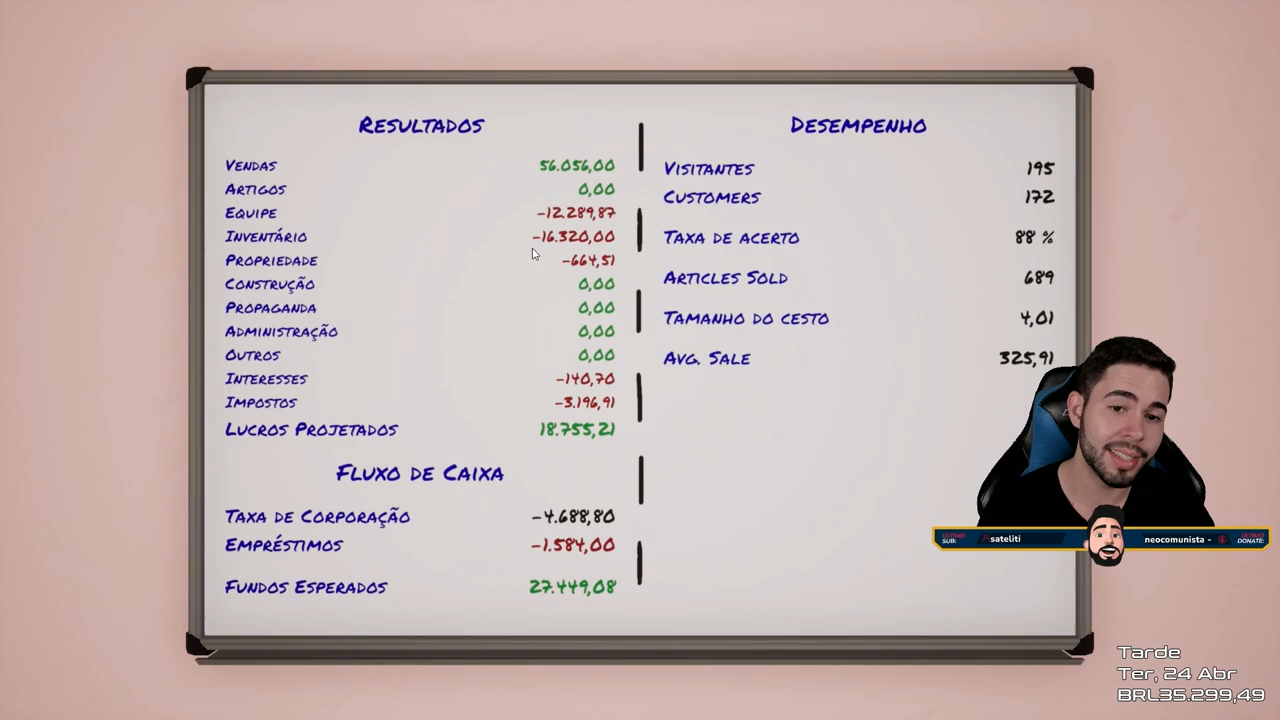 Resultados
Vendas 56.056,00
Artigos 0,00
Equipe -12.289,87
Inventário -16.320,00
Propriedade -664,51
Construção 0,00
Propaganda 0,00
Administração 0,00
Outros 0,00
Interesses -140,70
Impostos -3.196,91
Lucros Projetados 18.755,21
Fluxo de Caixa
Taxa de Corporação -4.688,80
Empréstimos -1.584,00
Fundos Esperados 27.449,08
Desempenho
Visitantes 195
Customers 172
Taxa de acerto 88 %
Articles Sold 689
Tamanho do cesto 4,01
Avg. Sale 325,91
ÚLTIMO SUB: sateliti
neocomunista - ÚLTIMO DONATE:
Tarde
Ter, 24 Abr
BRL35.299,49